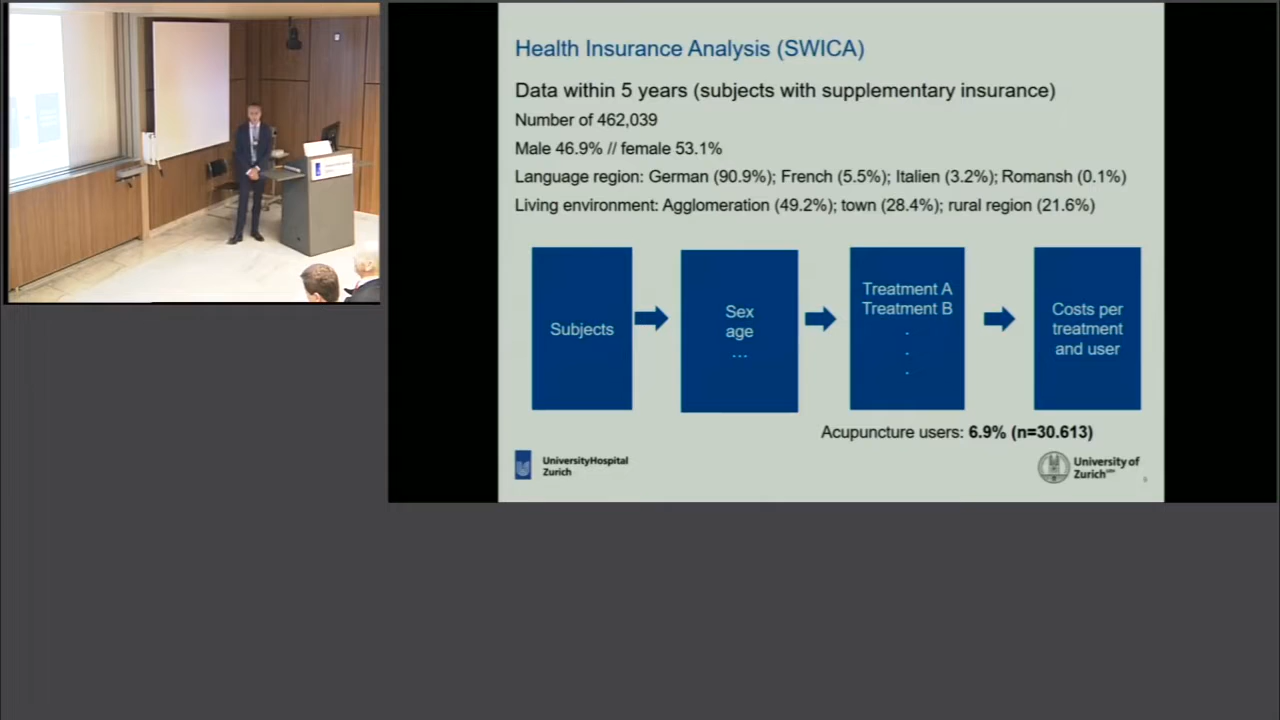 Health Insurance Analysis (SWICA)
Data within 5 years (subjects with supplementary insurance)
Number of 462,039
Male 46.9% // female 53.1%
Language region: German (90.9%); French (5.5%); Italien (3.2%); Romansh (0.1%)
Living environment: Agglomeration (49.2%); town (28.4%); rural region (21.6%)
Subjects
Sex
age
...
Treatment A
Treatment B
.
.
.
Costs per
treatment
and user
Acupuncture users: 6.9% (n=30.613)
UniversityHospital
Zurich
University of
Zurich